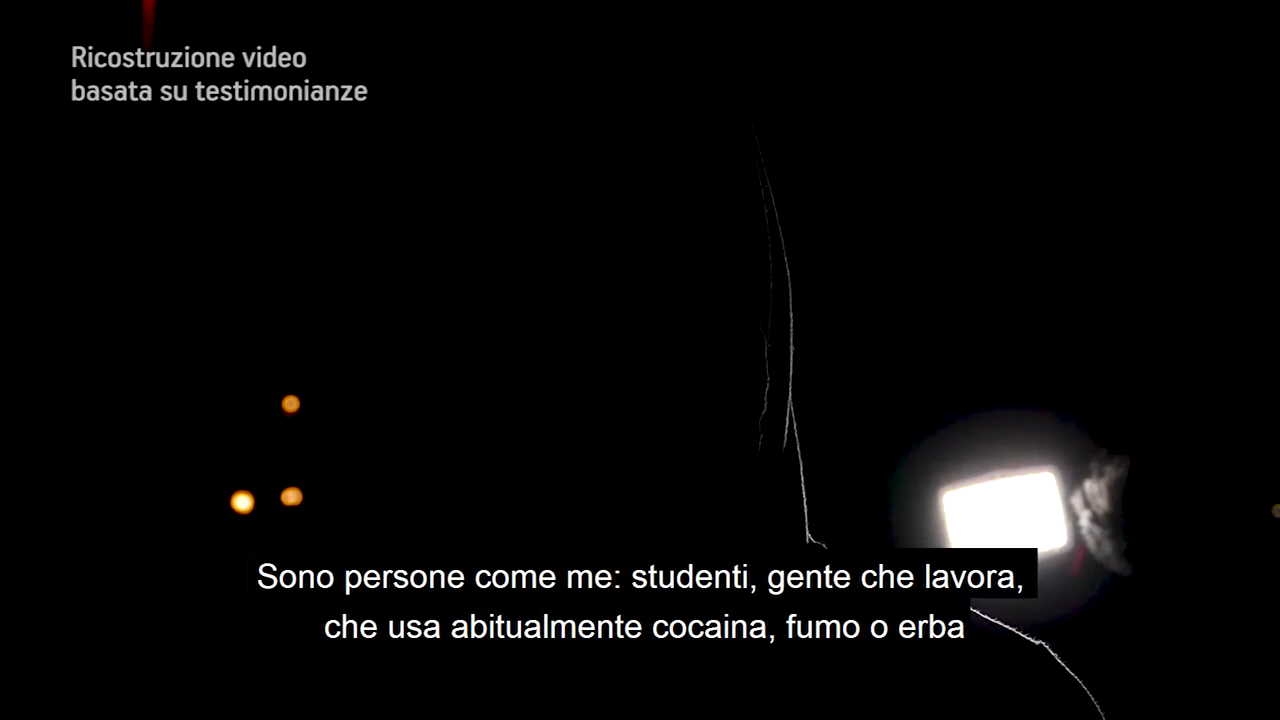 Ricostruzione video
basata su testimonianze
Sono persone come me: studenti, gente che lavora,
che usa abitualmente cocaina, fumo o erba